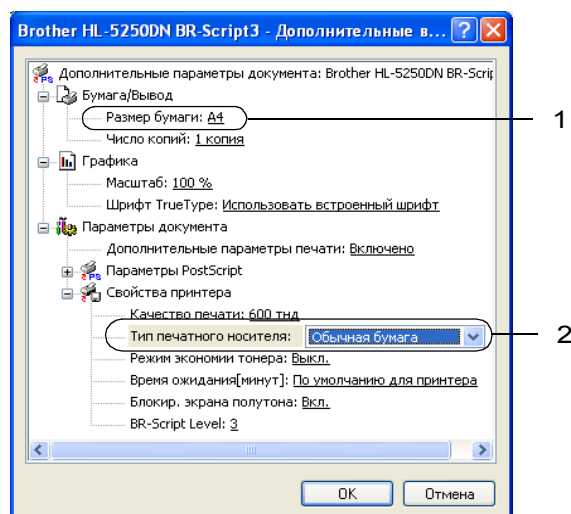 Brother HL-5250DN BR-Script3 - Дополнительные в...
Дополнительные параметры документа: Brother HL-5250DN BR-Scrip
Бумага/Вывод
Размер бумаги: A4
1
Число копий: 1 копия
Графика
Масштаб: 100 %
Шрифт TrueType: Использовать встроенный шрифт
Параметры документа
Дополнительные параметры печати: Включено
Параметры PostScript
Свойства принтера
Качество печати: 600 тнд
Тип печатного носителя: Обычная бумага
2
Режим экономии тонера: Выкл.
Время ожидания[минут]: По умолчанию для принтера
Блокир. экрана полутона: Вкл.
BR-Script Level: 3
OK Отмена